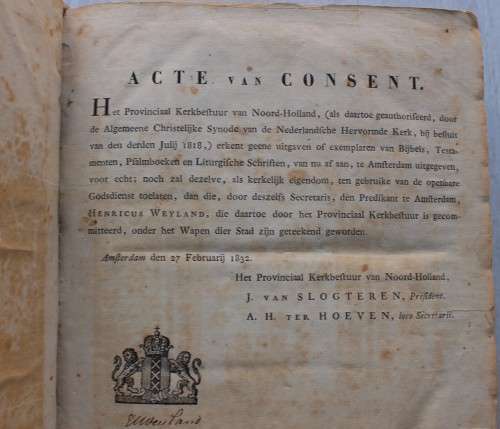 ACTE VAN CONSENT.
Het Provinciaal Kerkbestuur van Noord-Holland, (als daartoe geauthoriseerd, door
de Algemeene Christelijke Synode van de Nederlandsche Hervormde Kerk, bij besluit
van den derden Julij 1818,) erkent geene uitgaven of exemplaren van Bijbels, Testa-
menten, Psalmboeken en Liturgische Schriften, van nu af aan, te Amsterdam uitgegeven,
voor echt; noch zal dezelve, als kerkelijk eigendom, ten gebruike van de openbare
Godsdienst toelaten, dan die, door deszelfs Secretaris, den Predikant te Amsterdam,
HENRICUS WEYLAND, die daartoe door het Provinciaal Kerkbestuur is gecom-
mitteerd, onder het Wapen dier Stad zijn geteekend geworden.
Amsterdam den 27 Februarij 1832.
Het Provinciaal Kerkbestuur van Noord-Holland,
J. VAN SLOGTEREN, President.
A. H. TER HOEVEN, loco Secretaris.